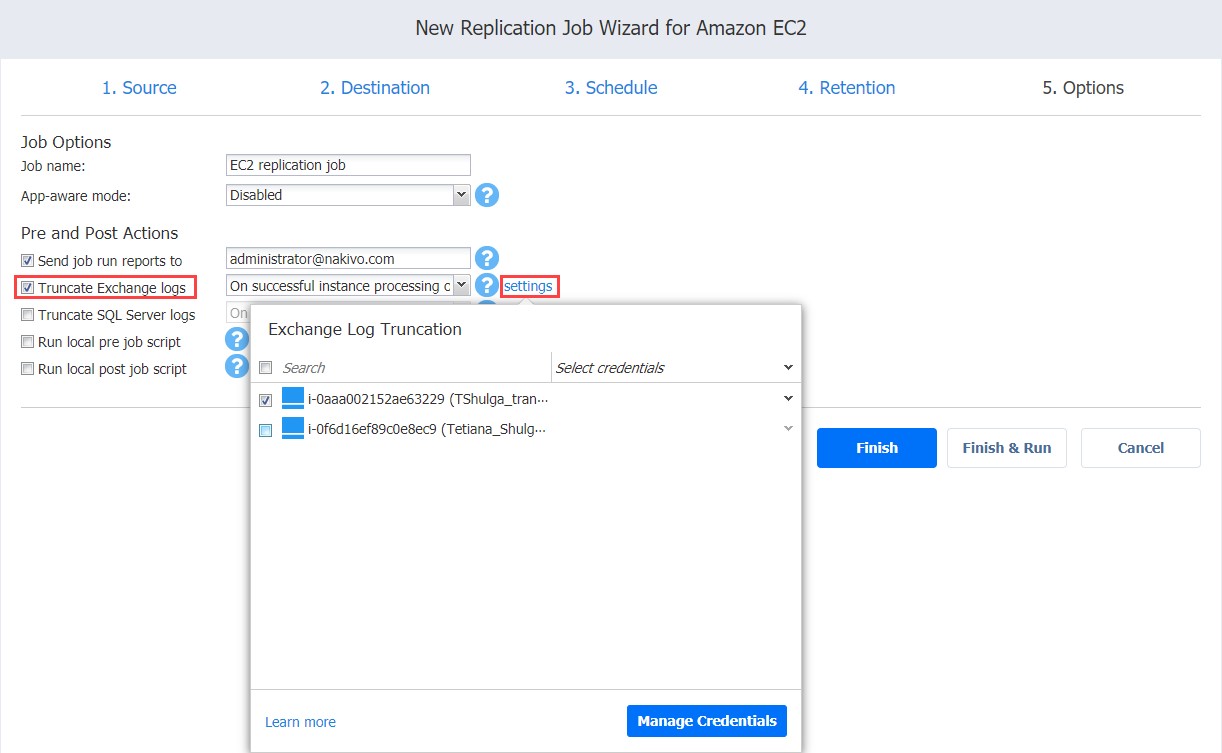 New Replication Job Wizard for Amazon EC2
1. Source 2. Destination 3. Schedule 4. Retention 5. Options
Job Options
Job name: EC2 replication job
App-aware mode: Disabled ?
Pre and Post Actions
Send job run reports to administrator@nakivo.com ?
Truncate Exchange logs On successful instance processing o ? settings
Truncate SQL Server logs On
Run local pre job script ?
Run local post job script ?
Exchange Log Truncation
Search Select credentials
i-0aaa002152ae63229 (TShulga_tran...
i-0f6d16ef89c0e8ec9 (Tetiana_Shulg...
Finish Finish & Run Cancel
Learn more Manage Credentials